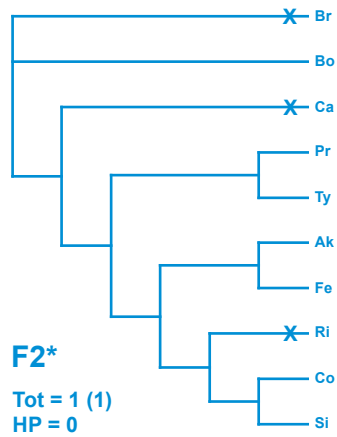 Br
Bo
Ca
Pr
Ty
Ak
Fe
Ri
Co
Si
F2*
Tot = 1 (1)
HP = 0